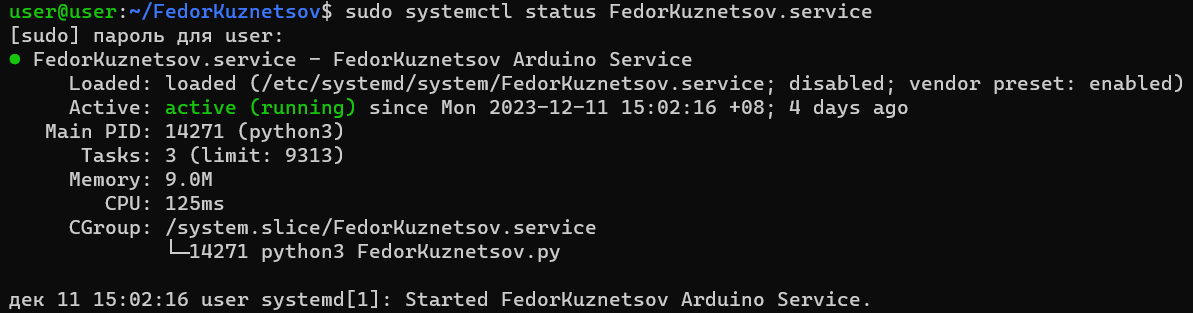 user@user:~/FedorKuznetsov$ sudo systemctl status FedorKuznetsov.service
[sudo] пароль для user:
● FedorKuznetsov.service - FedorKuznetsov Arduino Service
     Loaded: loaded (/etc/systemd/system/FedorKuznetsov.service; disabled; vendor preset: enabled)
     Active: active (running) since Mon 2023-12-11 15:02:16 +08; 4 days ago
   Main PID: 14271 (python3)
      Tasks: 3 (limit: 9313)
     Memory: 9.0M
        CPU: 125ms
     CGroup: /system.slice/FedorKuznetsov.service
             └─14271 python3 FedorKuznetsov.py

дек 11 15:02:16 user systemd[1]: Started FedorKuznetsov Arduino Service.